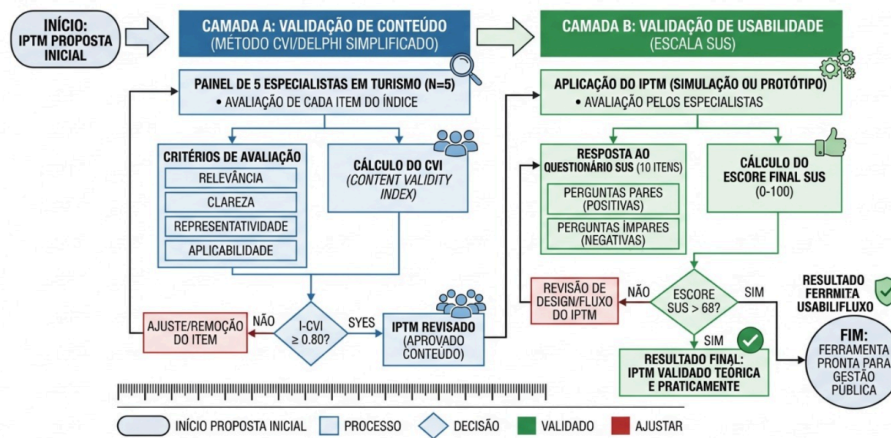 INÍCIO:
IPTM PROPOSTA
INICIAL
CAMADA A: VALIDAÇÃO DE CONTEÚDO
(MÉTODO CVI/DELPHI SIMPLIFICADO)
CAMADA B: VALIDAÇÃO DE USABILIDADE
(ESCALA SUS)
PAINEL DE 5 ESPECIALISTAS EM TURISMO (N=5)
• AVALIAÇÃO DE CADA ITEM DO ÍNDICE
CRITÉRIOS DE AVALIAÇÃO
RELEVÂNCIA
CLAREZA
REPRESENTATIVIDADE
APLICABILIDADE
CÁLCULO DO CVI
(CONTENT VALIDITY
INDEX)
I-CVI
≥ 0.80?
NÃO
AJUSTE/REMOÇÃO
DO ITEM
SYES
IPTM REVISADO
(APROVADO
CONTEÚDO)
APLICAÇÃO DO IPTM (SIMULAÇÃO OU PROTÓTIPO)
• AVALIAÇÃO PELOS ESPECIALISTAS
RESPOSTA AO
QUESTIONÁRIO SUS (10 ITENS)
PERGUNTAS PARES
(POSITIVAS)
PERGUNTAS ÍMPARES
(NEGATIVAS)
CÁLCULO DO
ESCORE FINAL SUS
(0-100)
ESCORE
SUS > 68?
NÃO
REVISÃO DE
DESIGN/FLUXO
DO IPTM
SIM
SIM
RESULTADO FINAL:
IPTM VALIDADO TEÓRICA
E PRATICAMENTE
RESULTADO
FERRMITA
USABILIFLUXO
FIM:
FERRAMENTA
PRONTA PARA
GESTÃO
PÚBLICA
INÍCIO PROPOSTA INICIAL
PROCESSO
DECISÃO
VALIDADO
AJUSTAR